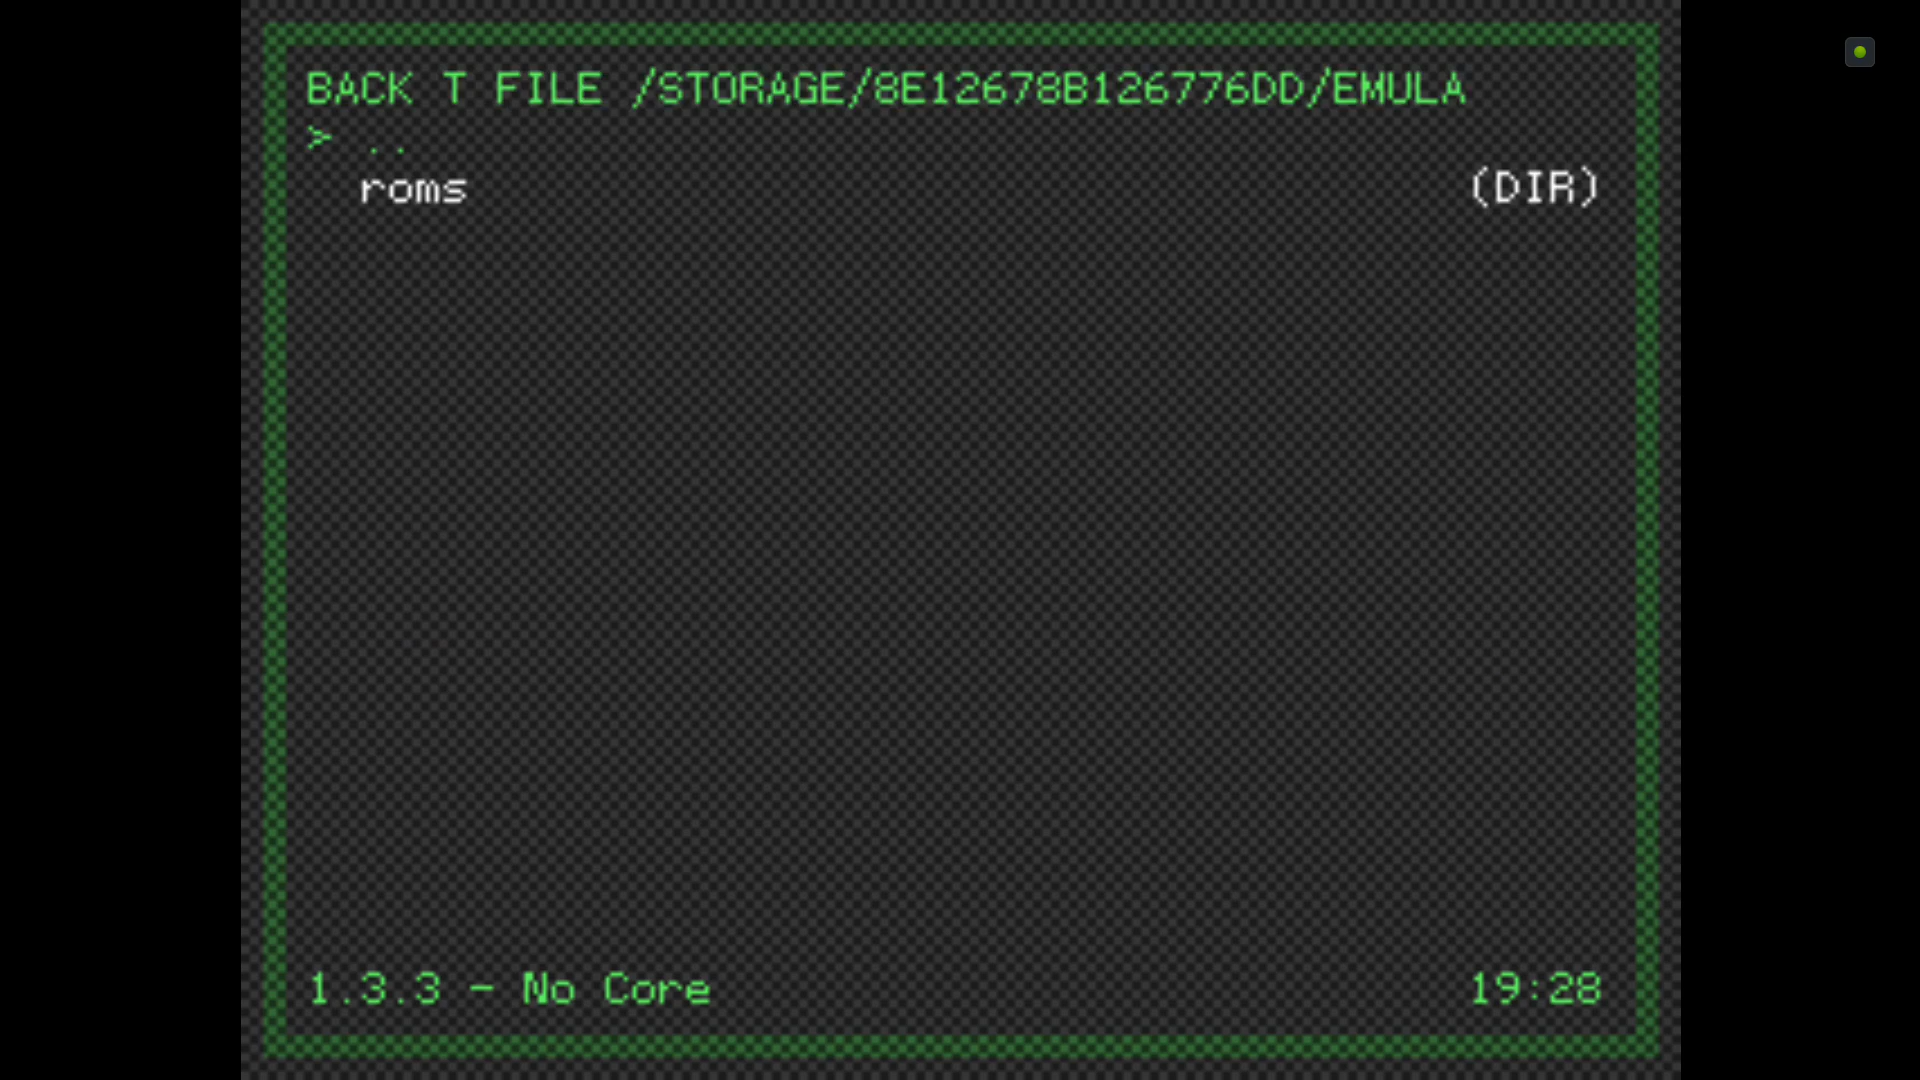 BACK T FILE /STORAGE/8E12678B126776DD/EMULA
> ..
roms (DIR)
1.3.3 - No Core 19:28